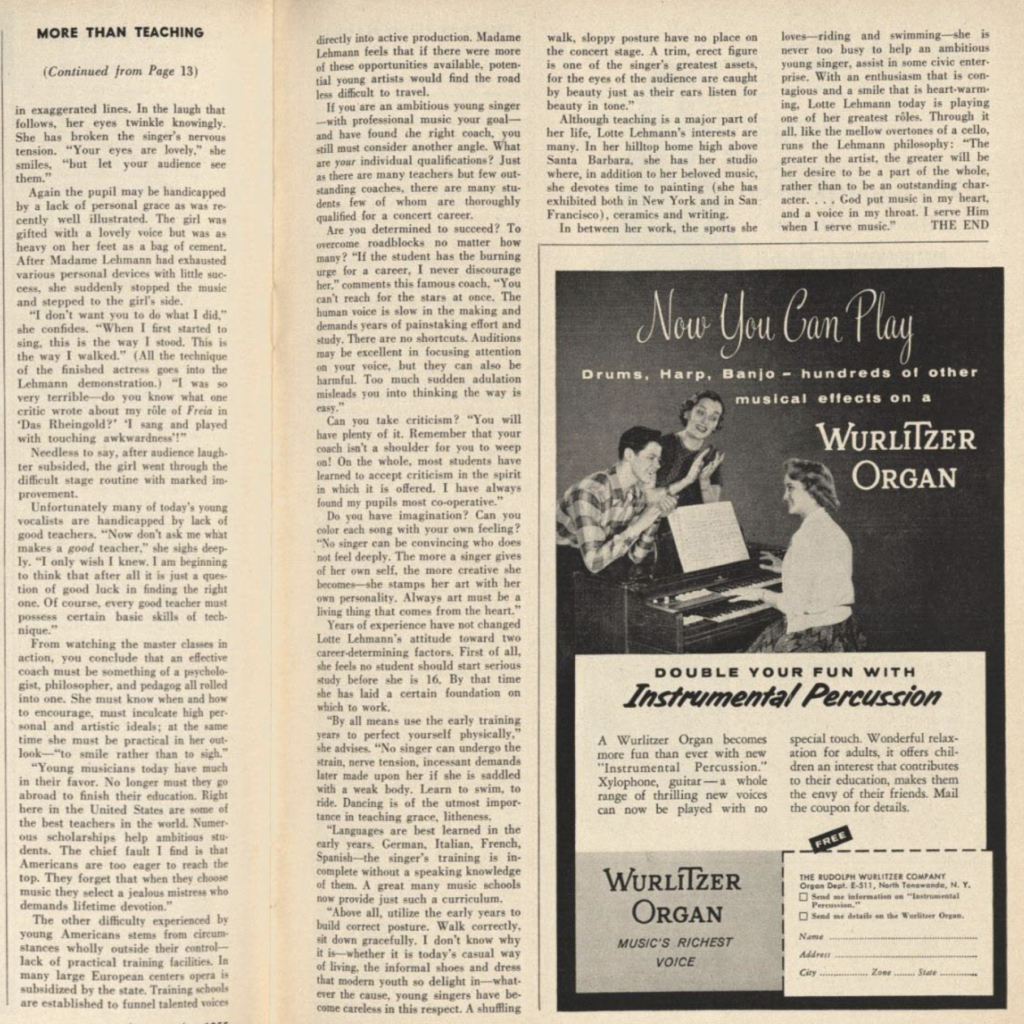 MORE THAN TEACHING
(Continued from Page 13)
in exaggerated lines. In the laugh that
follows, her eyes twinkle knowingly.
She has broken the singer's nervous
tension. "Your eyes are lovely," she
smiles, "but let your audience see
them."
Again the pupil may be handicapped
by a lack of personal grace as was re-
cently well illustrated. The girl was
gifted with a lovely voice but was as
heavy on her feet as a bag of cement.
After Madame Lehmann had exhausted
various personal devices with little suc-
cess, she suddenly stopped the music
and stepped to the girl's side.
"I don't want you to do what I did,"
she confides. "When I first started to
sing, this is the way I stood. This is
the way I walked." (All the technique
of the finished actress goes into the
Lehmann demonstration.) "I was so
very terrible—do you know what one
critic wrote about my rôle of Freia in
'Das Rheingold?' 'I sang and played
with touching awkwardness'!"
Needless to say, after audience laugh-
ter subsided, the girl went through the
difficult stage routine with marked im-
provement.
Unfortunately many of today's young
vocalists are handicapped by lack of
good teachers. "Now don't ask me what
makes a good teacher," she sighs deep-
ly. "I only wish I knew. I am beginning
to think that after all it is just a ques-
tion of good luck in finding the right
one. Of course, every good teacher must
possess certain basic skills of tech-
nique."
From watching the master classes in
action, you conclude that an effective
coach must be something of a psycholo-
gist, philosopher, and pedagog all rolled
into one. She must know when and how
to encourage, must inculcate high per-
sonal and artistic ideals; at the same
time she must be practical in her out-
look—"to smile rather than to sigh."
"Young musicians today have much
in their favor. No longer must they go
abroad to finish their education. Right
here in the United States are some of
the best teachers in the world. Numer-
ous scholarships help ambitious stu-
dents. The chief fault I find is that
Americans are too eager to reach the
top. They forget that when they choose
music they select a jealous mistress who
demands lifetime devotion."
The other difficulty experienced by
young Americans stems from circum-
stances wholly outside their control—
lack of practical training facilities. In
many large European centers opera is
subsidized by the state. Training schools
are established to funnel talented voices
directly into active production. Madame
Lehmann feels that if there were more
of these opportunities available, poten-
tial young artists would find the road
less difficult to travel.
If you are an ambitious young singer
—with professional music your goal—
and have found the right coach, you
still must consider another angle. What
are your individual qualifications? Just
as there are many teachers but few out-
standing coaches, there are many stu-
dents few of whom are thoroughly
qualified for a concert career.
Are you determined to succeed? To
overcome roadblocks no matter how
many? "If the student has the burning
urge for a career, I never discourage
her," comments this famous coach. "You
can't reach for the stars at once. The
human voice is slow in the making and
demands years of painstaking effort and
study. There are no shortcuts. Auditions
may be excellent in focusing attention
on your voice, but they can also be
harmful. Too much sudden adulation
misleads you into thinking the way is
easy."
Can you take criticism? "You will
have plenty of it. Remember that your
coach isn't a shoulder for you to weep
on! On the whole, most students have
learned to accept criticism in the spirit
in which it is offered. I have always
found my pupils most co-operative."
Do you have imagination? Can you
color each song with your own feeling?
"No singer can be convincing who does
not feel deeply. The more a singer gives
of her own self, the more creative she
becomes—she stamps her art with her
own personality. Always art must be a
living thing that comes from the heart."
Years of experience have not changed
Lotte Lehmann's attitude toward two
career-determining factors. First of all,
she feels no student should start serious
study before she is 16. By that time
she has laid a certain foundation on
which to work.
"By all means use the early training
years to perfect yourself physically,"
she advises. "No singer can undergo the
strain, nerve tension, incessant demands
later made upon her if she is saddled
with a weak body. Learn to swim, to
ride. Dancing is of the utmost impor-
tance in teaching grace, litheness.
"Languages are best learned in the
early years. German, Italian, French,
Spanish—the singer's training is in-
complete without a speaking knowledge
of them. A great many music schools
now provide just such a curriculum.
"Above all, utilize the early years to
build correct posture. Walk correctly,
sit down gracefully. I don't know why
it is—whether it is today's casual way
of living, the informal shoes and dress
that modern youth so delight in—what-
ever the cause, young singers have be-
come careless in this respect. A shuffling
walk, sloppy posture have no place on
the concert stage. A trim, erect figure
is one of the singer's greatest assets,
for the eyes of the audience are caught
by beauty just as their ears listen for
beauty in tone."
Although teaching is a major part of
her life, Lotte Lehmann's interests are
many. In her hilltop home high above
Santa Barbara, she has her studio
where, in addition to her beloved music,
she devotes time to painting (she has
exhibited both in New York and in San
Francisco), ceramics and writing.
In between her work, the sports she
loves—riding and swimming—she is
never too busy to help an ambitious
young singer, assist in some civic enter-
prise. With an enthusiasm that is con-
tagious and a smile that is heart-warm-
ing, Lotte Lehmann today is playing
one of her greatest rôles. Through it
all, like the mellow overtones of a cello,
runs the Lehmann philosophy: "The
greater the artist, the greater will be
her desire to be a part of the whole,
rather than to be an outstanding char-
acter. . . . God put music in my heart,
and a voice in my throat. I serve Him
when I serve music." THE END
Now You Can Play
Drums, Harp, Banjo – hundreds of other
musical effects on a
WURLITZER
ORGAN
DOUBLE YOUR FUN WITH
Instrumental Percussion
A Wurlitzer Organ becomes
more fun than ever with new
"Instrumental Percussion."
Xylophone, guitar—a whole
range of thrilling new voices
can now be played with no
special touch. Wonderful relax-
ation for adults, it offers chil-
dren an interest that contributes
to their education, makes them
the envy of their friends. Mail
the coupon for details.
WURLITZER
ORGAN
MUSIC'S RICHEST
VOICE
FREE
THE RUDOLPH WURLITZER COMPANY
Organ Dept. E-511, North Tonawanda, N. Y.
Send me information on "Instrumental
Percussion."
Send me details on the Wurlitzer Organ.
Name
Address
City Zone State